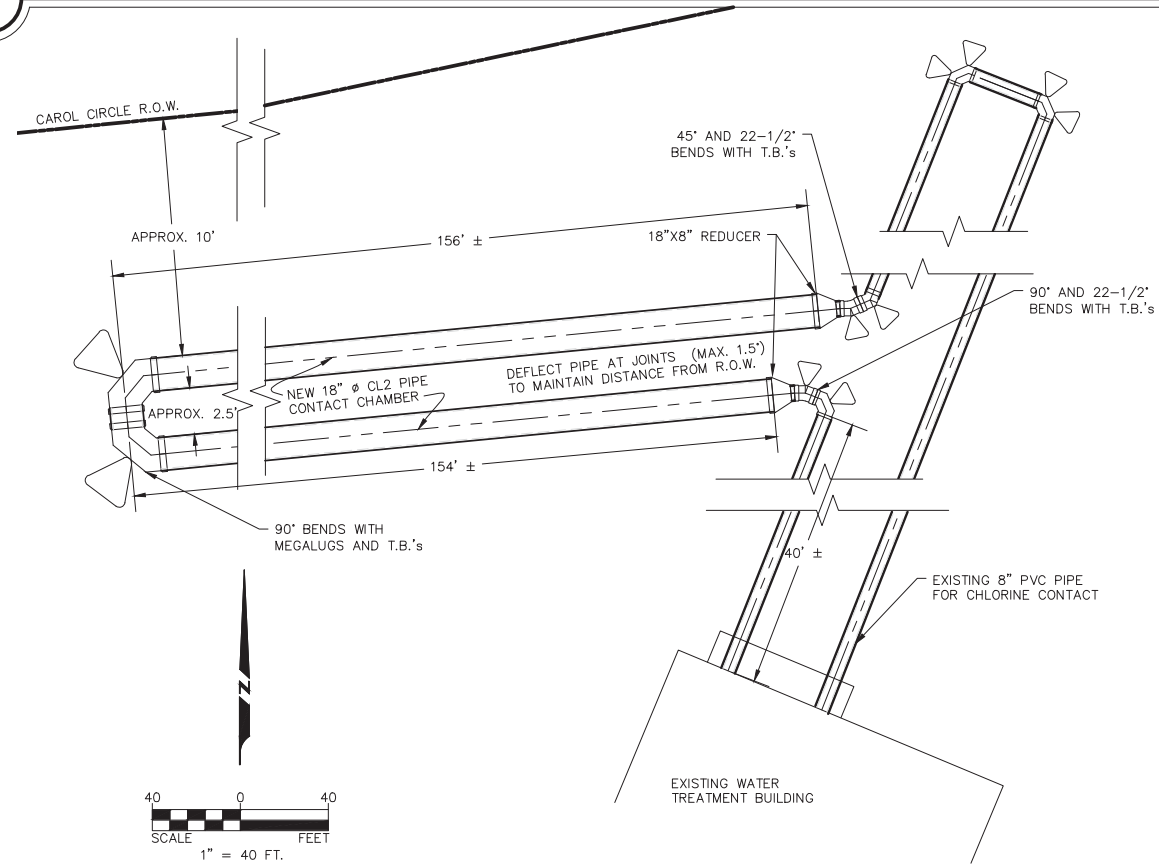 CAROL CIRCLE R.O.W.
45° AND 22-1/2°
BENDS WITH T.B.'s
APPROX. 10'
156' ±
18"X8" REDUCER
90° AND 22-1/2°
BENDS WITH T.B.'s
DEFLECT PIPE AT JOINTS (MAX. 1.5°)
TO MAINTAIN DISTANCE FROM R.O.W.
NEW 18" ø CL2 PIPE
CONTACT CHAMBER
APPROX. 2.5'
154' ±
90° BENDS WITH
MEGALUGS AND T.B.'s
40' ±
EXISTING 8" PVC PIPE
FOR CHLORINE CONTACT
N
EXISTING WATER
TREATMENT BUILDING
40 0 40
SCALE FEET
1" = 40 FT.